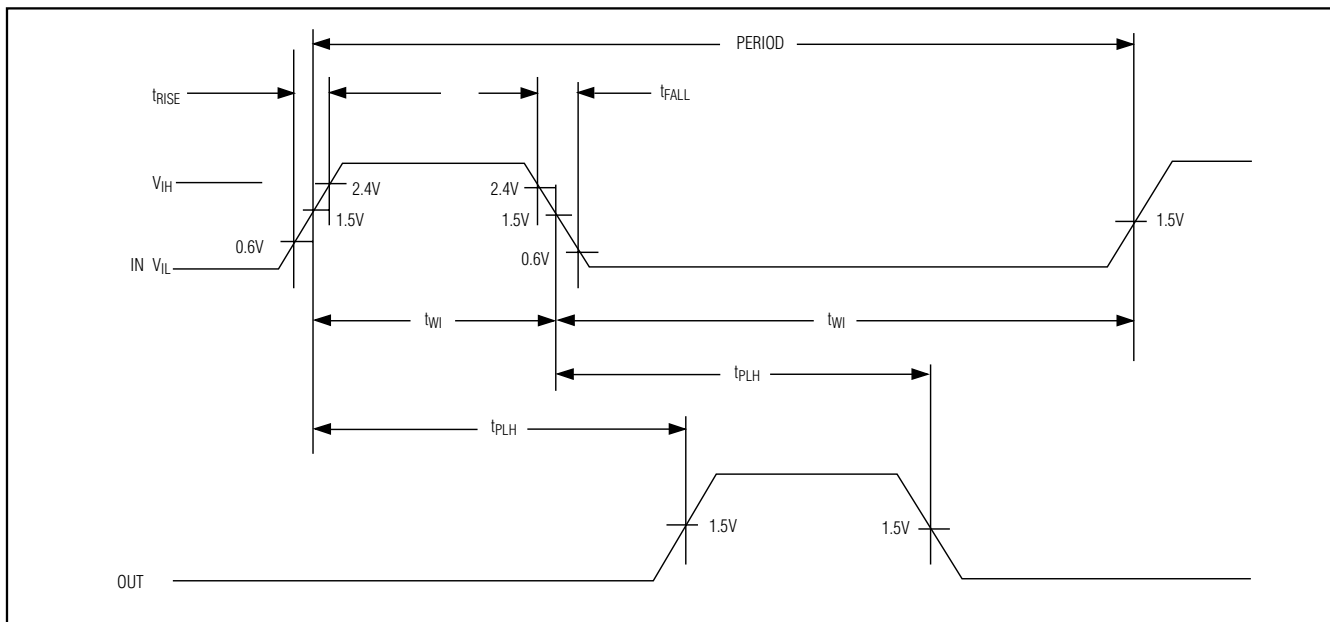 PERIOD
tRISE
tFALL
VIH
2.4V
2.4V
1.5V
1.5V
1.5V
0.6V
0.6V
IN VIL
tWI
tWI
tPLH
tPLH
1.5V
1.5V
OUT